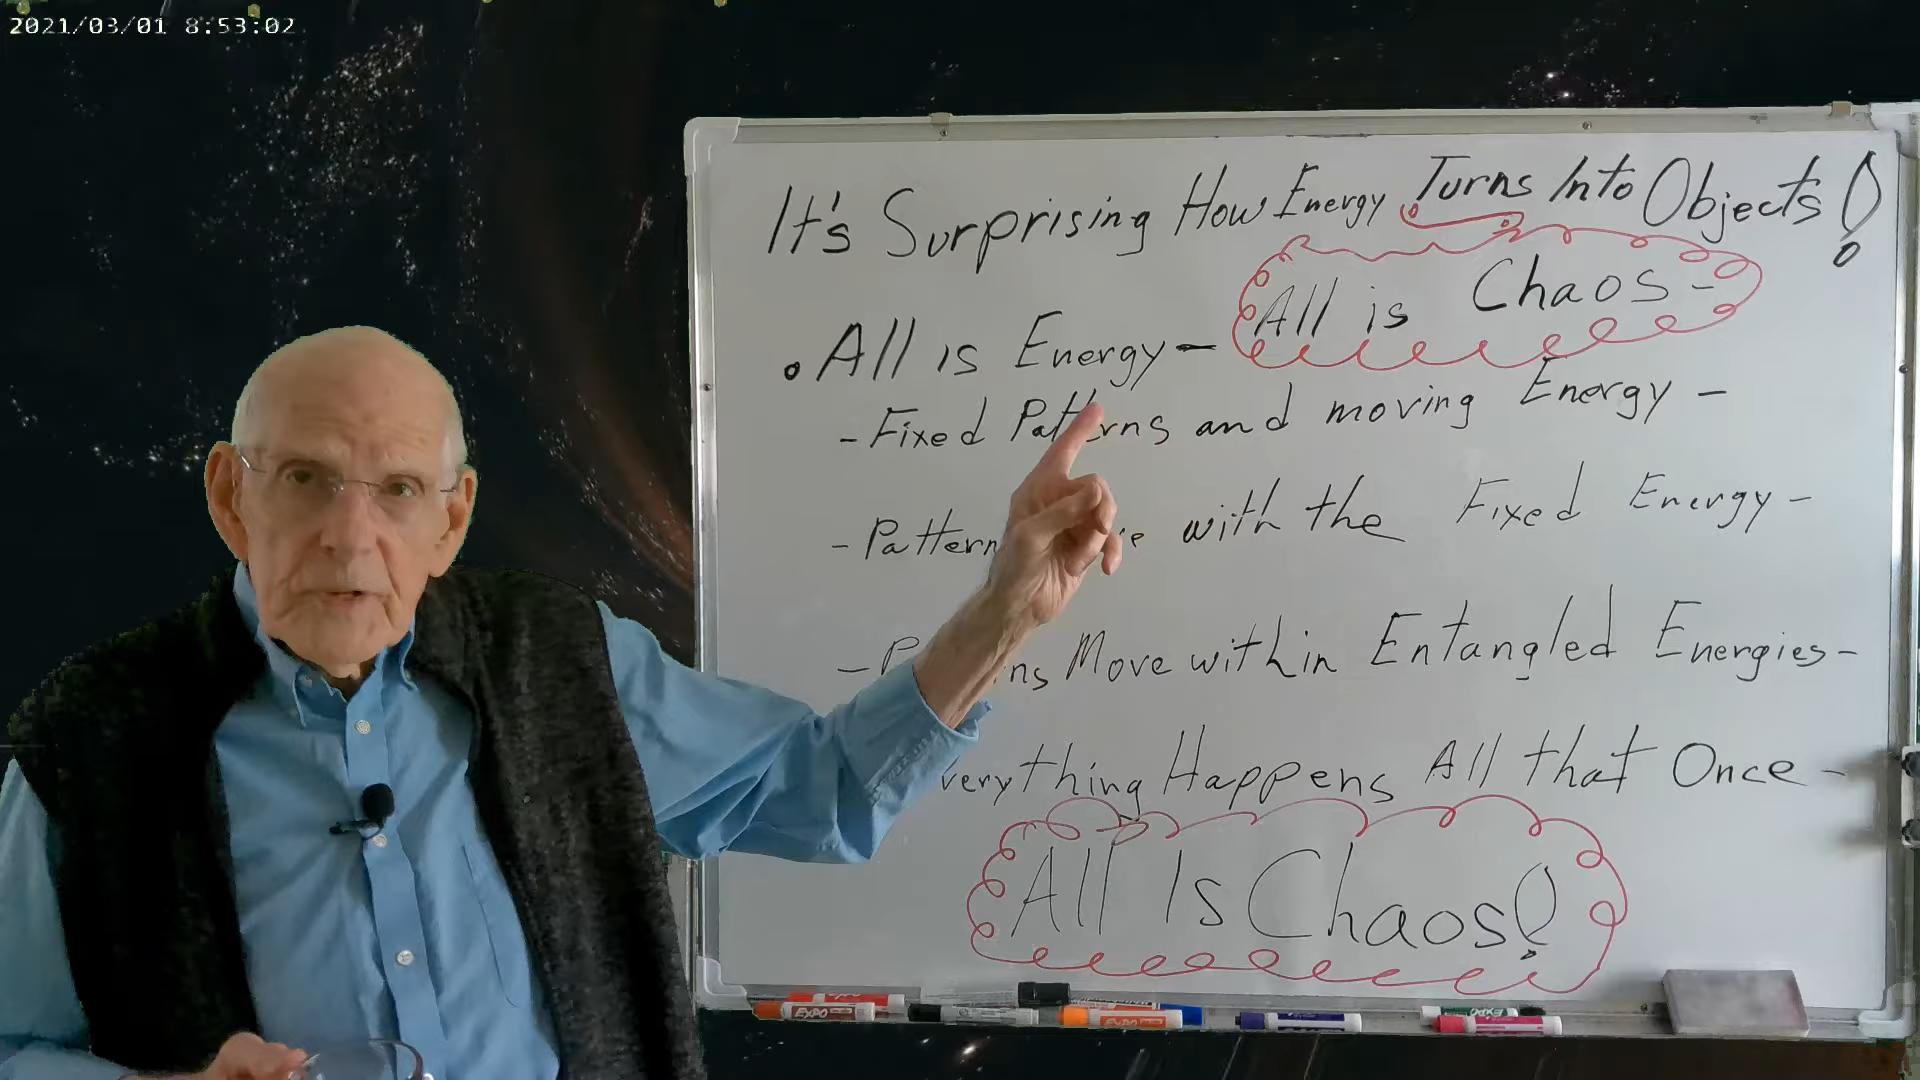 2021/03/01 8:53:02
It's Surprising How Energy Turns Into Objects!
All is Chaos-
• All is Energy-
- Fixed Patterns and moving Energy -
- Pattern with the Fixed Energy -
- Move within Entangled Energies-
Happens All that Once -
All Is Chaos!
EXPO
EXPO